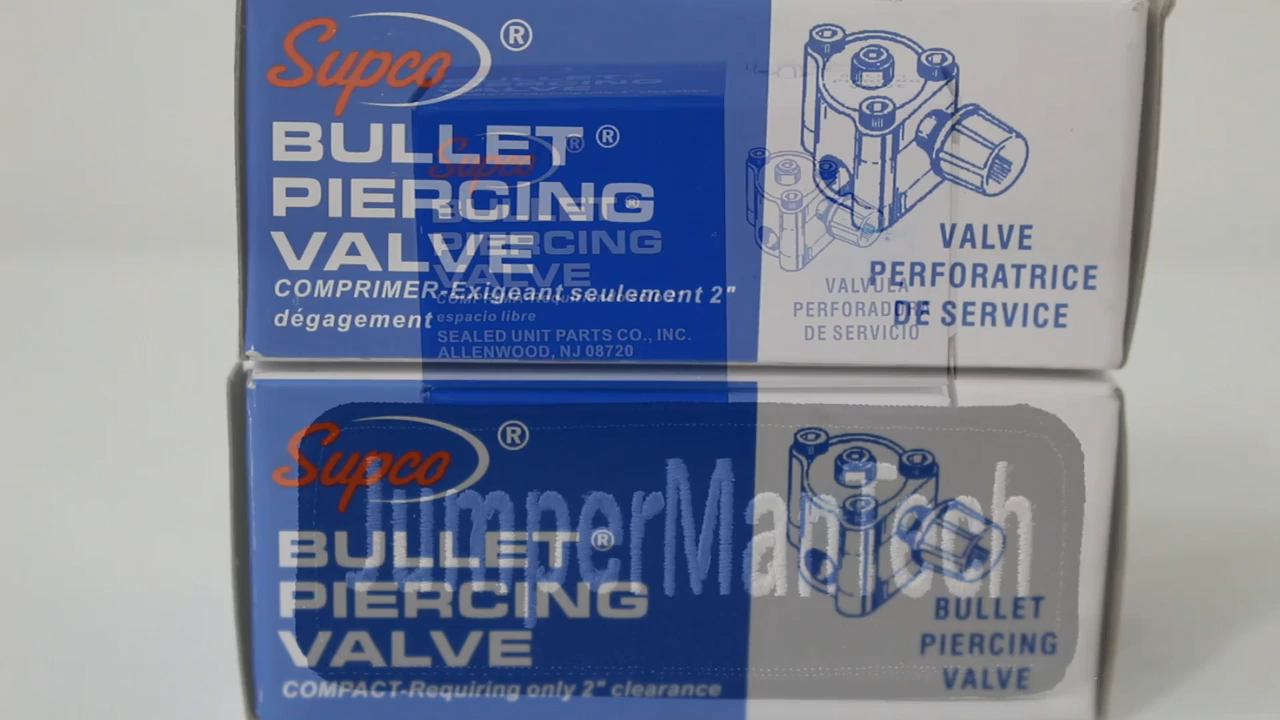 Supco ®
BULLET ®
PIERCING
VALVE
COMPRIMER-Exigeant seulement 2"
dégagement
VALVE
PERFORATRICE
DE SERVICE
PIERCING
VALVE
Supco ®
BULLET ®
PIERCING
VALVE
espacio libre
SEALED UNIT PARTS CO., INC.
ALLENWOOD, NJ 08720
VALVULA
PERFORADORA
DE SERVICIO
Supco ®
BULLET ®
PIERCING
VALVE
COMPACT-Requiring only 2" clearance
BULLET
PIERCING
VALVE
JumperManTech